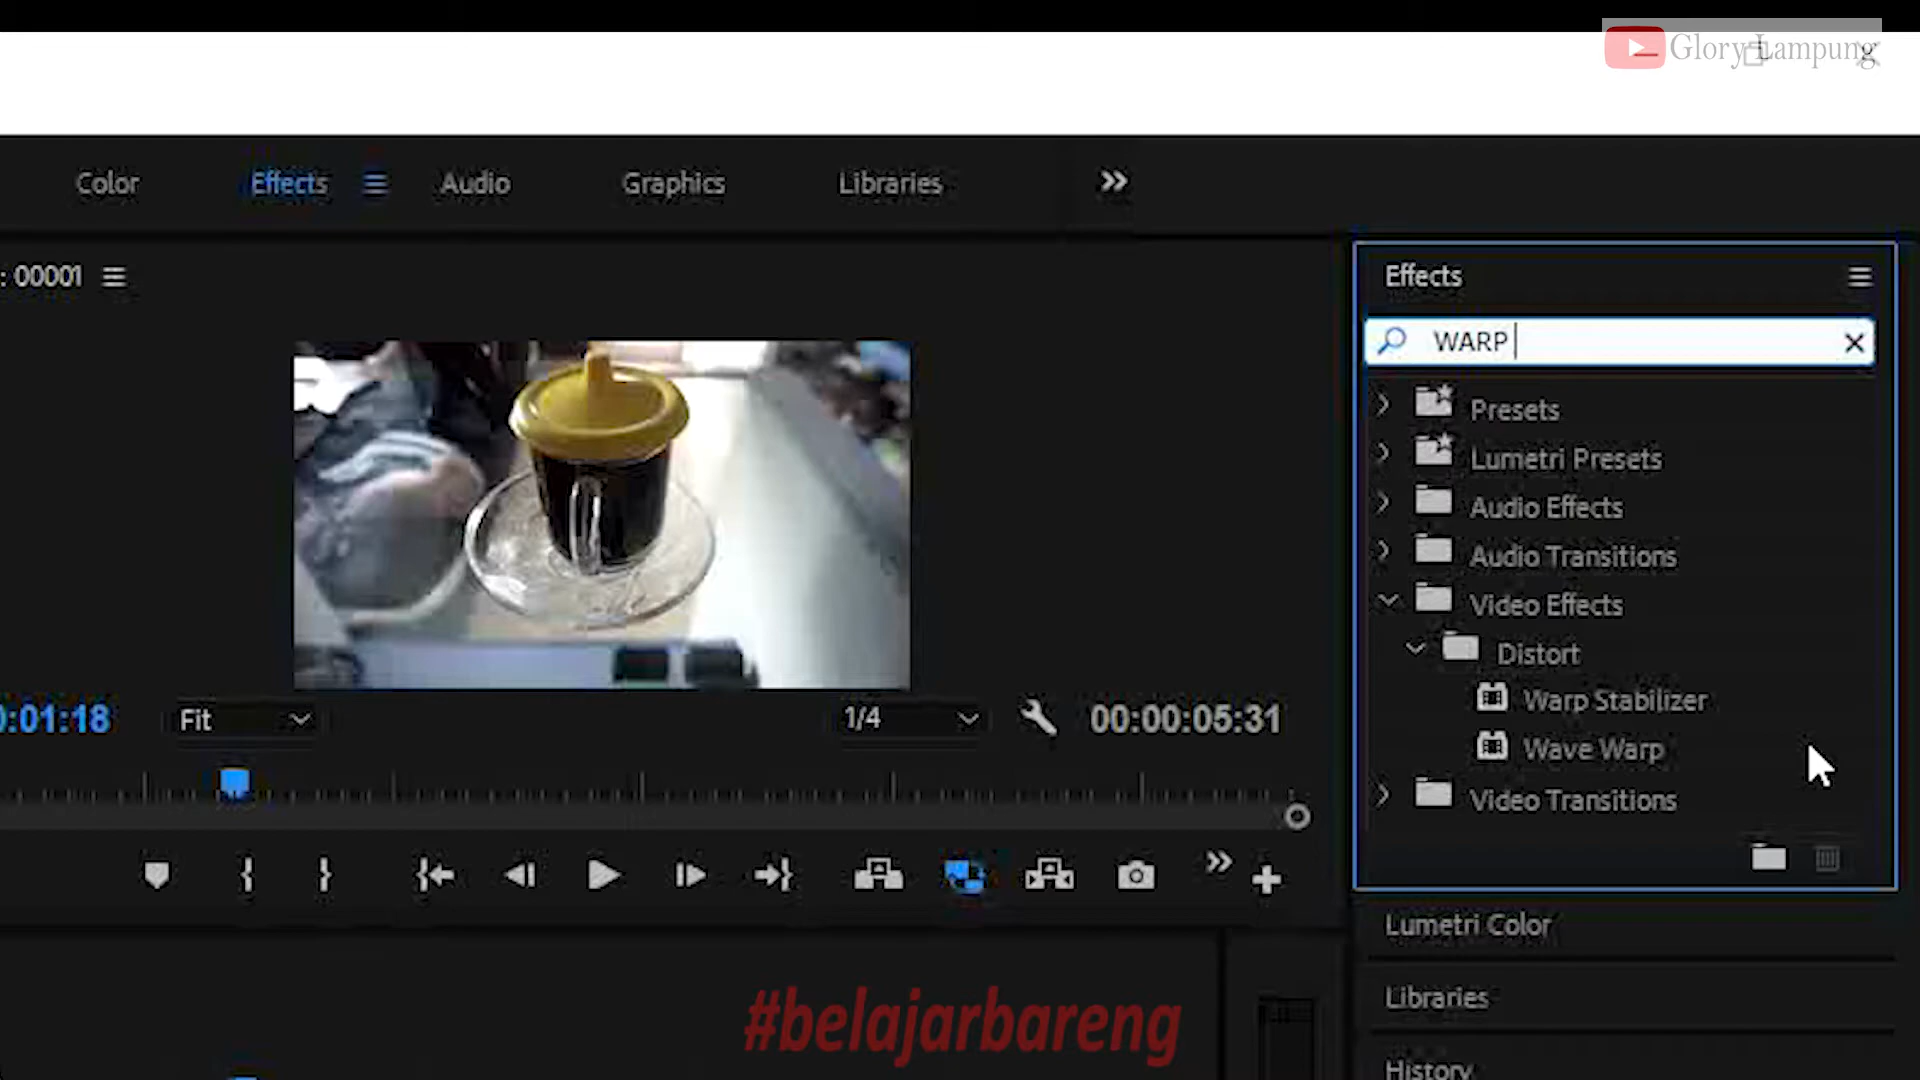 Glory Lampung
Color
Effects
Audio
Graphics
Libraries
: 00001
Effects
WARP
Presets
Lumetri Presets
Audio Effects
Audio Transitions
Video Effects
Distort
Warp Stabilizer
Wave Warp
Video Transitions
0:01:18
Fit
1/4
00:00:05:31
Lumetri Color
Libraries
History
#belajarbareng